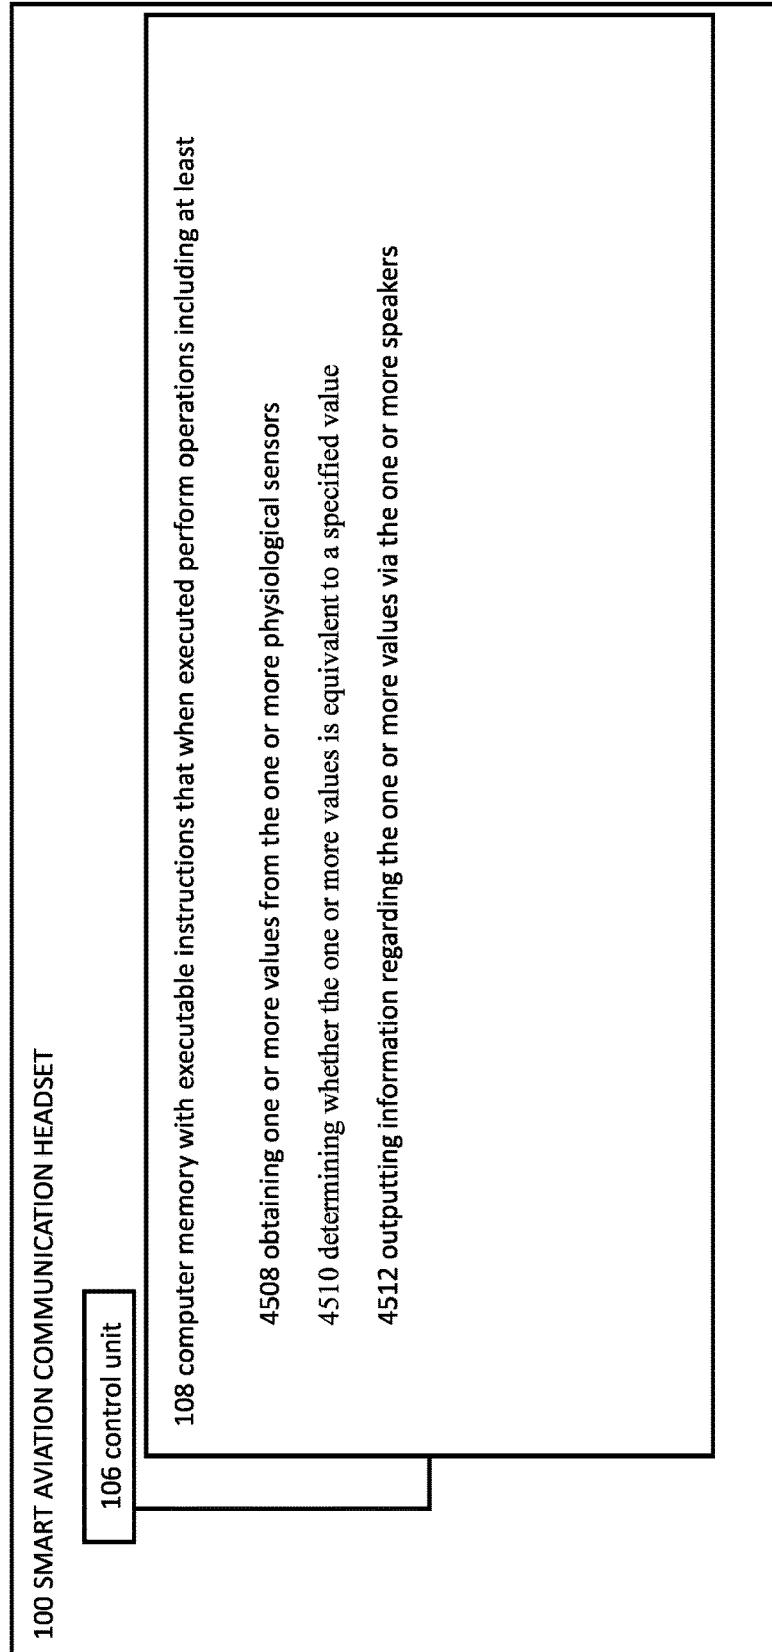 100 SMART AVIATION COMMUNICATION HEADSET
106 control unit
108 computer memory with executable instructions that when executed perform operations including at least
4508 obtaining one or more values from the one or more physiological sensors
4510 determining whether the one or more values is equivalent to a specified value
4512 outputting information regarding the one or more values via the one or more speakers